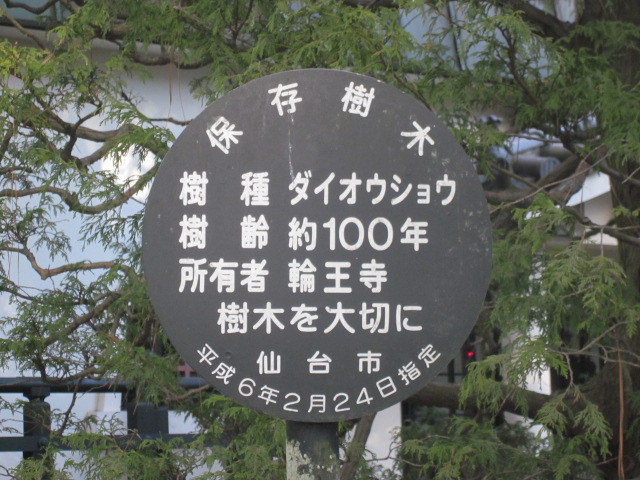 保存樹木
樹種 ダイオウショウ
樹齢 約100年
所有者 輪王寺
樹木を大切に
仙台市
平成6年2月24日指定